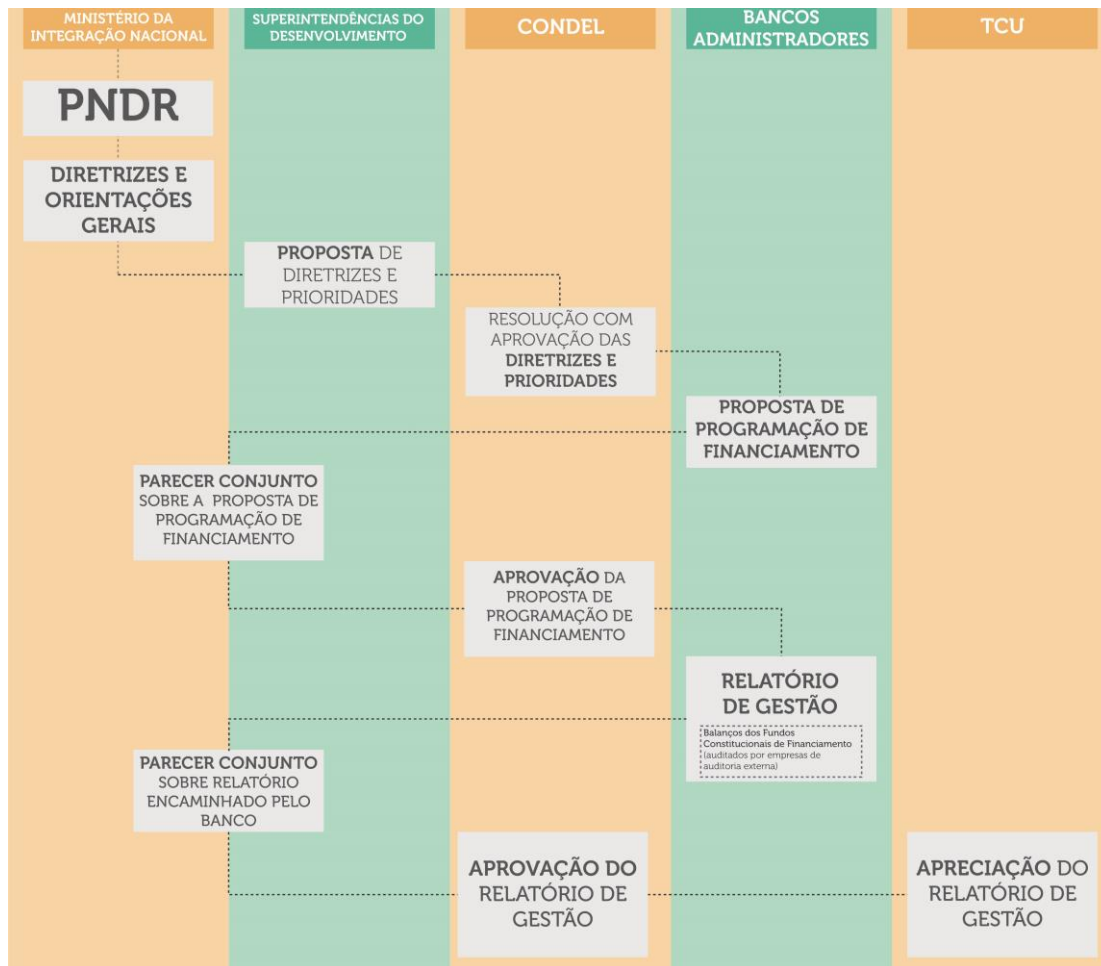 MINISTÉRIO DA
INTEGRAÇÃO NACIONAL
SUPERINTENDÊNCIAS DO
DESENVOLVIMENTO
CONDEL
BANCOS
ADMINISTRADORES
TCU
PNDR
DIRETRIZES E
ORIENTAÇÕES
GERAIS
PROPOSTA DE
DIRETRIZES E
PRIORIDADES
RESOLUÇÃO COM
APROVAÇÃO DAS
DIRETRIZES E
PRIORIDADES
PROPOSTA DE
PROGRAMAÇÃO DE
FINANCIAMENTO
PARECER CONJUNTO
SOBRE A PROPOSTA DE
PROGRAMAÇÃO DE
FINANCIAMENTO
APROVAÇÃO DA
PROPOSTA DE
PROGRAMAÇÃO DE
FINANCIAMENTO
RELATÓRIO
DE GESTÃO
Balanços dos Fundos
Constitucionais de Financiamento
(auditados por empresas de
auditoria externa)
PARECER CONJUNTO
SOBRE RELATÓRIO
ENCAMINHADO PELO
BANCO
APROVAÇÃO DO
RELATÓRIO DE
GESTÃO
APRECIAÇÃO DO
RELATÓRIO DE
GESTÃO